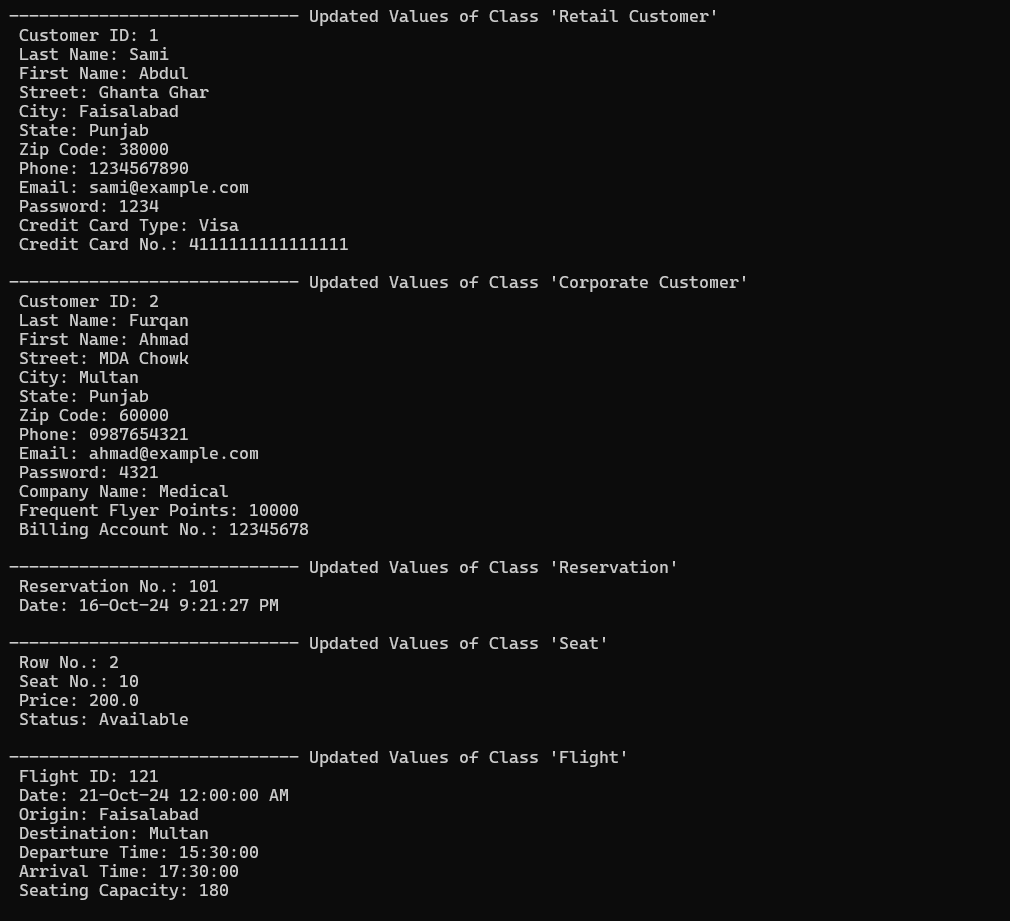 ----------------------------- Updated Values of Class 'Retail Customer'
Customer ID: 1
Last Name: Sami
First Name: Abdul
Street: Ghanta Ghar
City: Faisalabad
State: Punjab
Zip Code: 38000
Phone: 1234567890
Email: sami@example.com
Password: 1234
Credit Card Type: Visa
Credit Card No.: 4111111111111111

----------------------------- Updated Values of Class 'Corporate Customer'
Customer ID: 2
Last Name: Furqan
First Name: Ahmad
Street: MDA Chowk
City: Multan
State: Punjab
Zip Code: 60000
Phone: 0987654321
Email: ahmad@example.com
Password: 4321
Company Name: Medical
Frequent Flyer Points: 10000
Billing Account No.: 12345678

----------------------------- Updated Values of Class 'Reservation'
Reservation No.: 101
Date: 16-Oct-24 9:21:27 PM

----------------------------- Updated Values of Class 'Seat'
Row No.: 2
Seat No.: 10
Price: 200.0
Status: Available

----------------------------- Updated Values of Class 'Flight'
Flight ID: 121
Date: 21-Oct-24 12:00:00 AM
Origin: Faisalabad
Destination: Multan
Departure Time: 15:30:00
Arrival Time: 17:30:00
Seating Capacity: 180